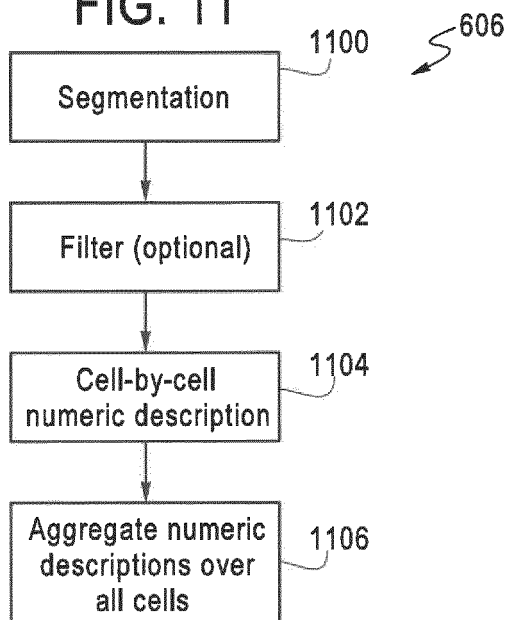 FIG. 11
606
1100
Segmentation
1102
Filter (optional)
1104
Cell-by-cell
numeric description
1106
Aggregate numeric
descriptions over
all cells